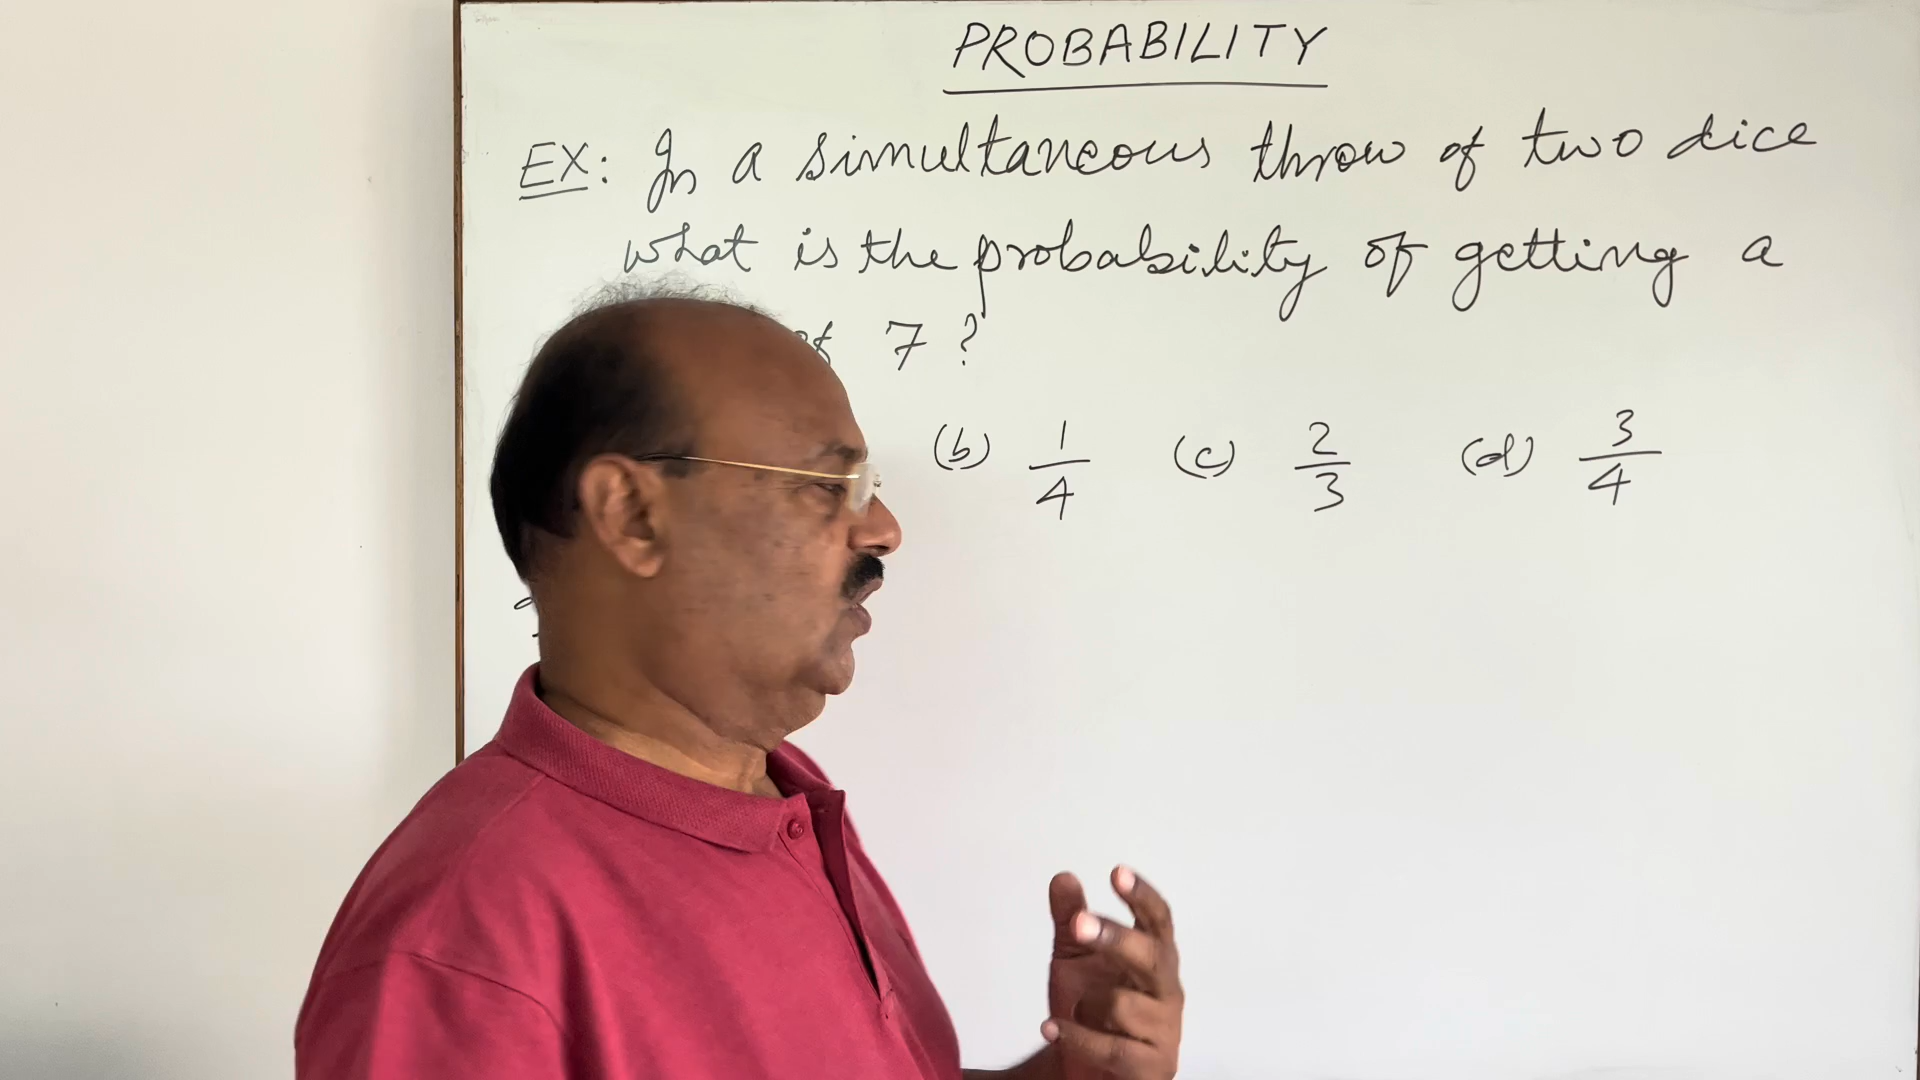 PROBABILITY
EX: In a simultaneous throw of two dice
what is the probability of getting a
of 7 ?
(b) 1/4 (c) 2/3 (d) 3/4